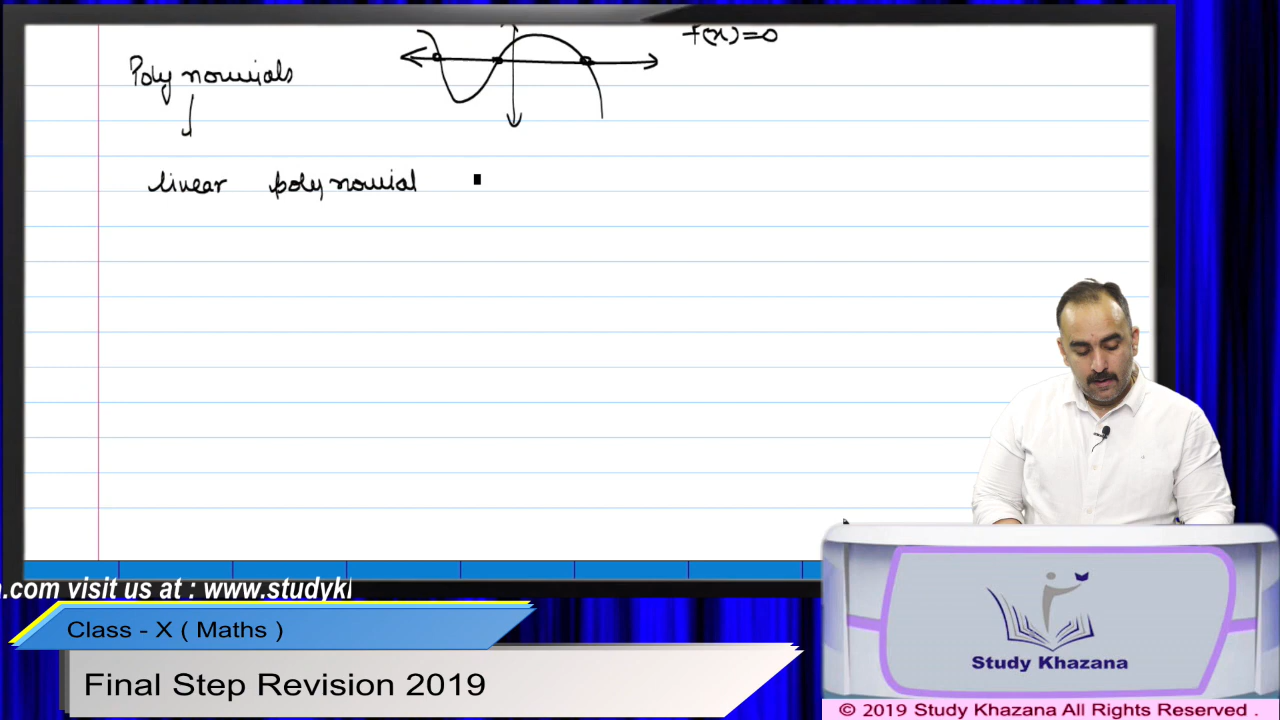 f(x)=0
Polynomials
linear polynomial
.com visit us at : www.studykl
Class - X ( Maths )
Final Step Revision 2019
Study Khazana
© 2019 Study Khazana All Rights Reserved .